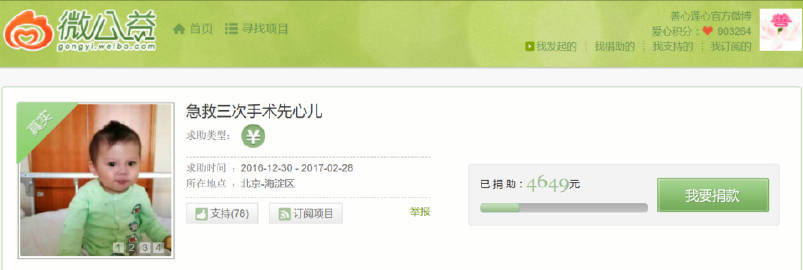 微公益
gongyi.weibo.com
首页 寻找项目
善心莲心官方微博
爱心积分：903264
我发起的 我捐助的 我支持的 我订阅的
善
真实
急救三次手术先心儿
求助类型：
¥
求助时间：2016-12-30 - 2017-02-28
所在地点：北京-海淀区
支持(76) 订阅项目 举报
1 2 3 4
已捐助：4649元
我要捐款